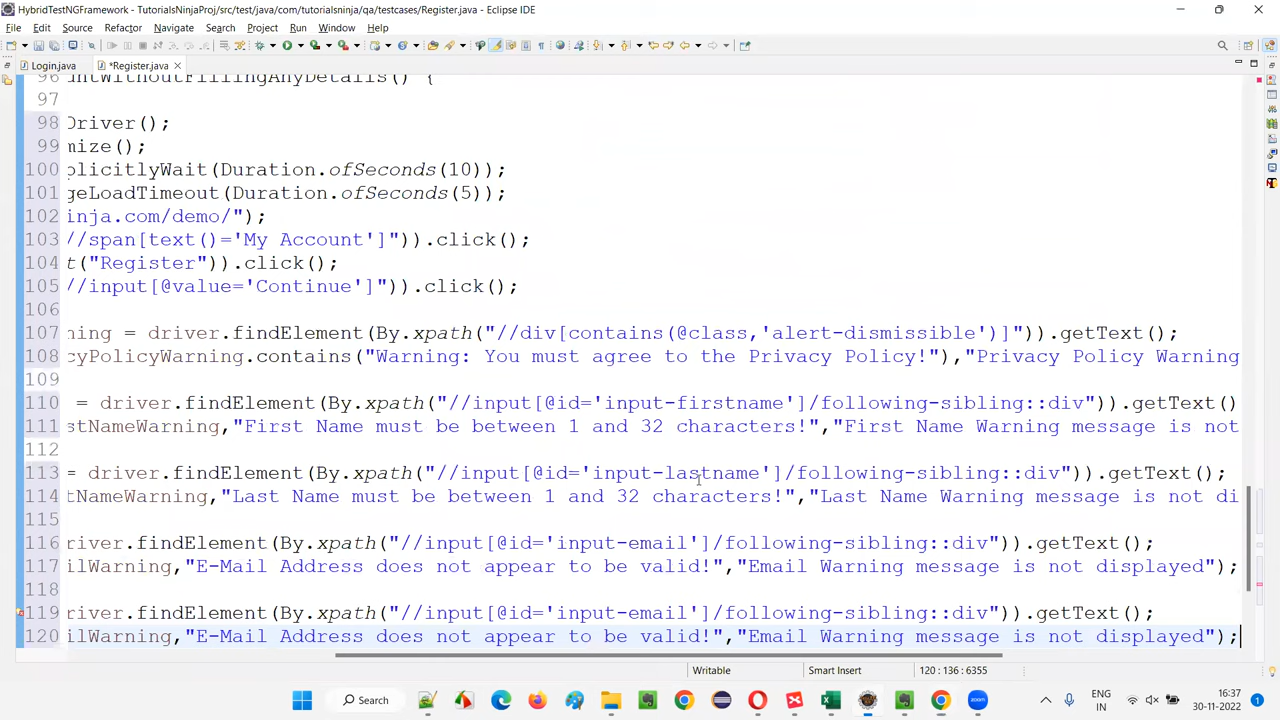 HybridTestNGFramework - TutorialsNinjaProj/src/test/java/com/tutorialsninja/qa/testcases/Register.java - Eclipse IDE
File Edit Source Refactor Navigate Search Project Run Window Help
Login.java *Register.java
96 ountWithoutFillingAnyDetails() {
97
98 Driver();
99 mize();
100 plicitlyWait(Duration.ofSeconds(10));
101 geLoadTimeout(Duration.ofSeconds(5));
102 inja.com/demo/");
103 //span[text()='My Account']")).click();
104 t("Register")).click();
105 //input[@value='Continue']")).click();
106
107 ning = driver.findElement(By.xpath("//div[contains(@class,'alert-dismissible')]")).getText();
108 cyPolicyWarning.contains("Warning: You must agree to the Privacy Policy!"),"Privacy Policy Warning
109
110 = driver.findElement(By.xpath("//input[@id='input-firstname']/following-sibling::div")).getText()
111 stNameWarning,"First Name must be between 1 and 32 characters!","First Name Warning message is not
112
113 = driver.findElement(By.xpath("//input[@id='input-lastname']/following-sibling::div")).getText();
114 tNameWarning,"Last Name must be between 1 and 32 characters!","Last Name Warning message is not di
115
116 river.findElement(By.xpath("//input[@id='input-email']/following-sibling::div")).getText();
117 ilWarning,"E-Mail Address does not appear to be valid!","Email Warning message is not displayed");
118
119 river.findElement(By.xpath("//input[@id='input-email']/following-sibling::div")).getText();
120 ilWarning,"E-Mail Address does not appear to be valid!","Email Warning message is not displayed");
Writable Smart Insert 120 : 136 : 6355
Search
ENG
IN
16:37
30-11-2022
1